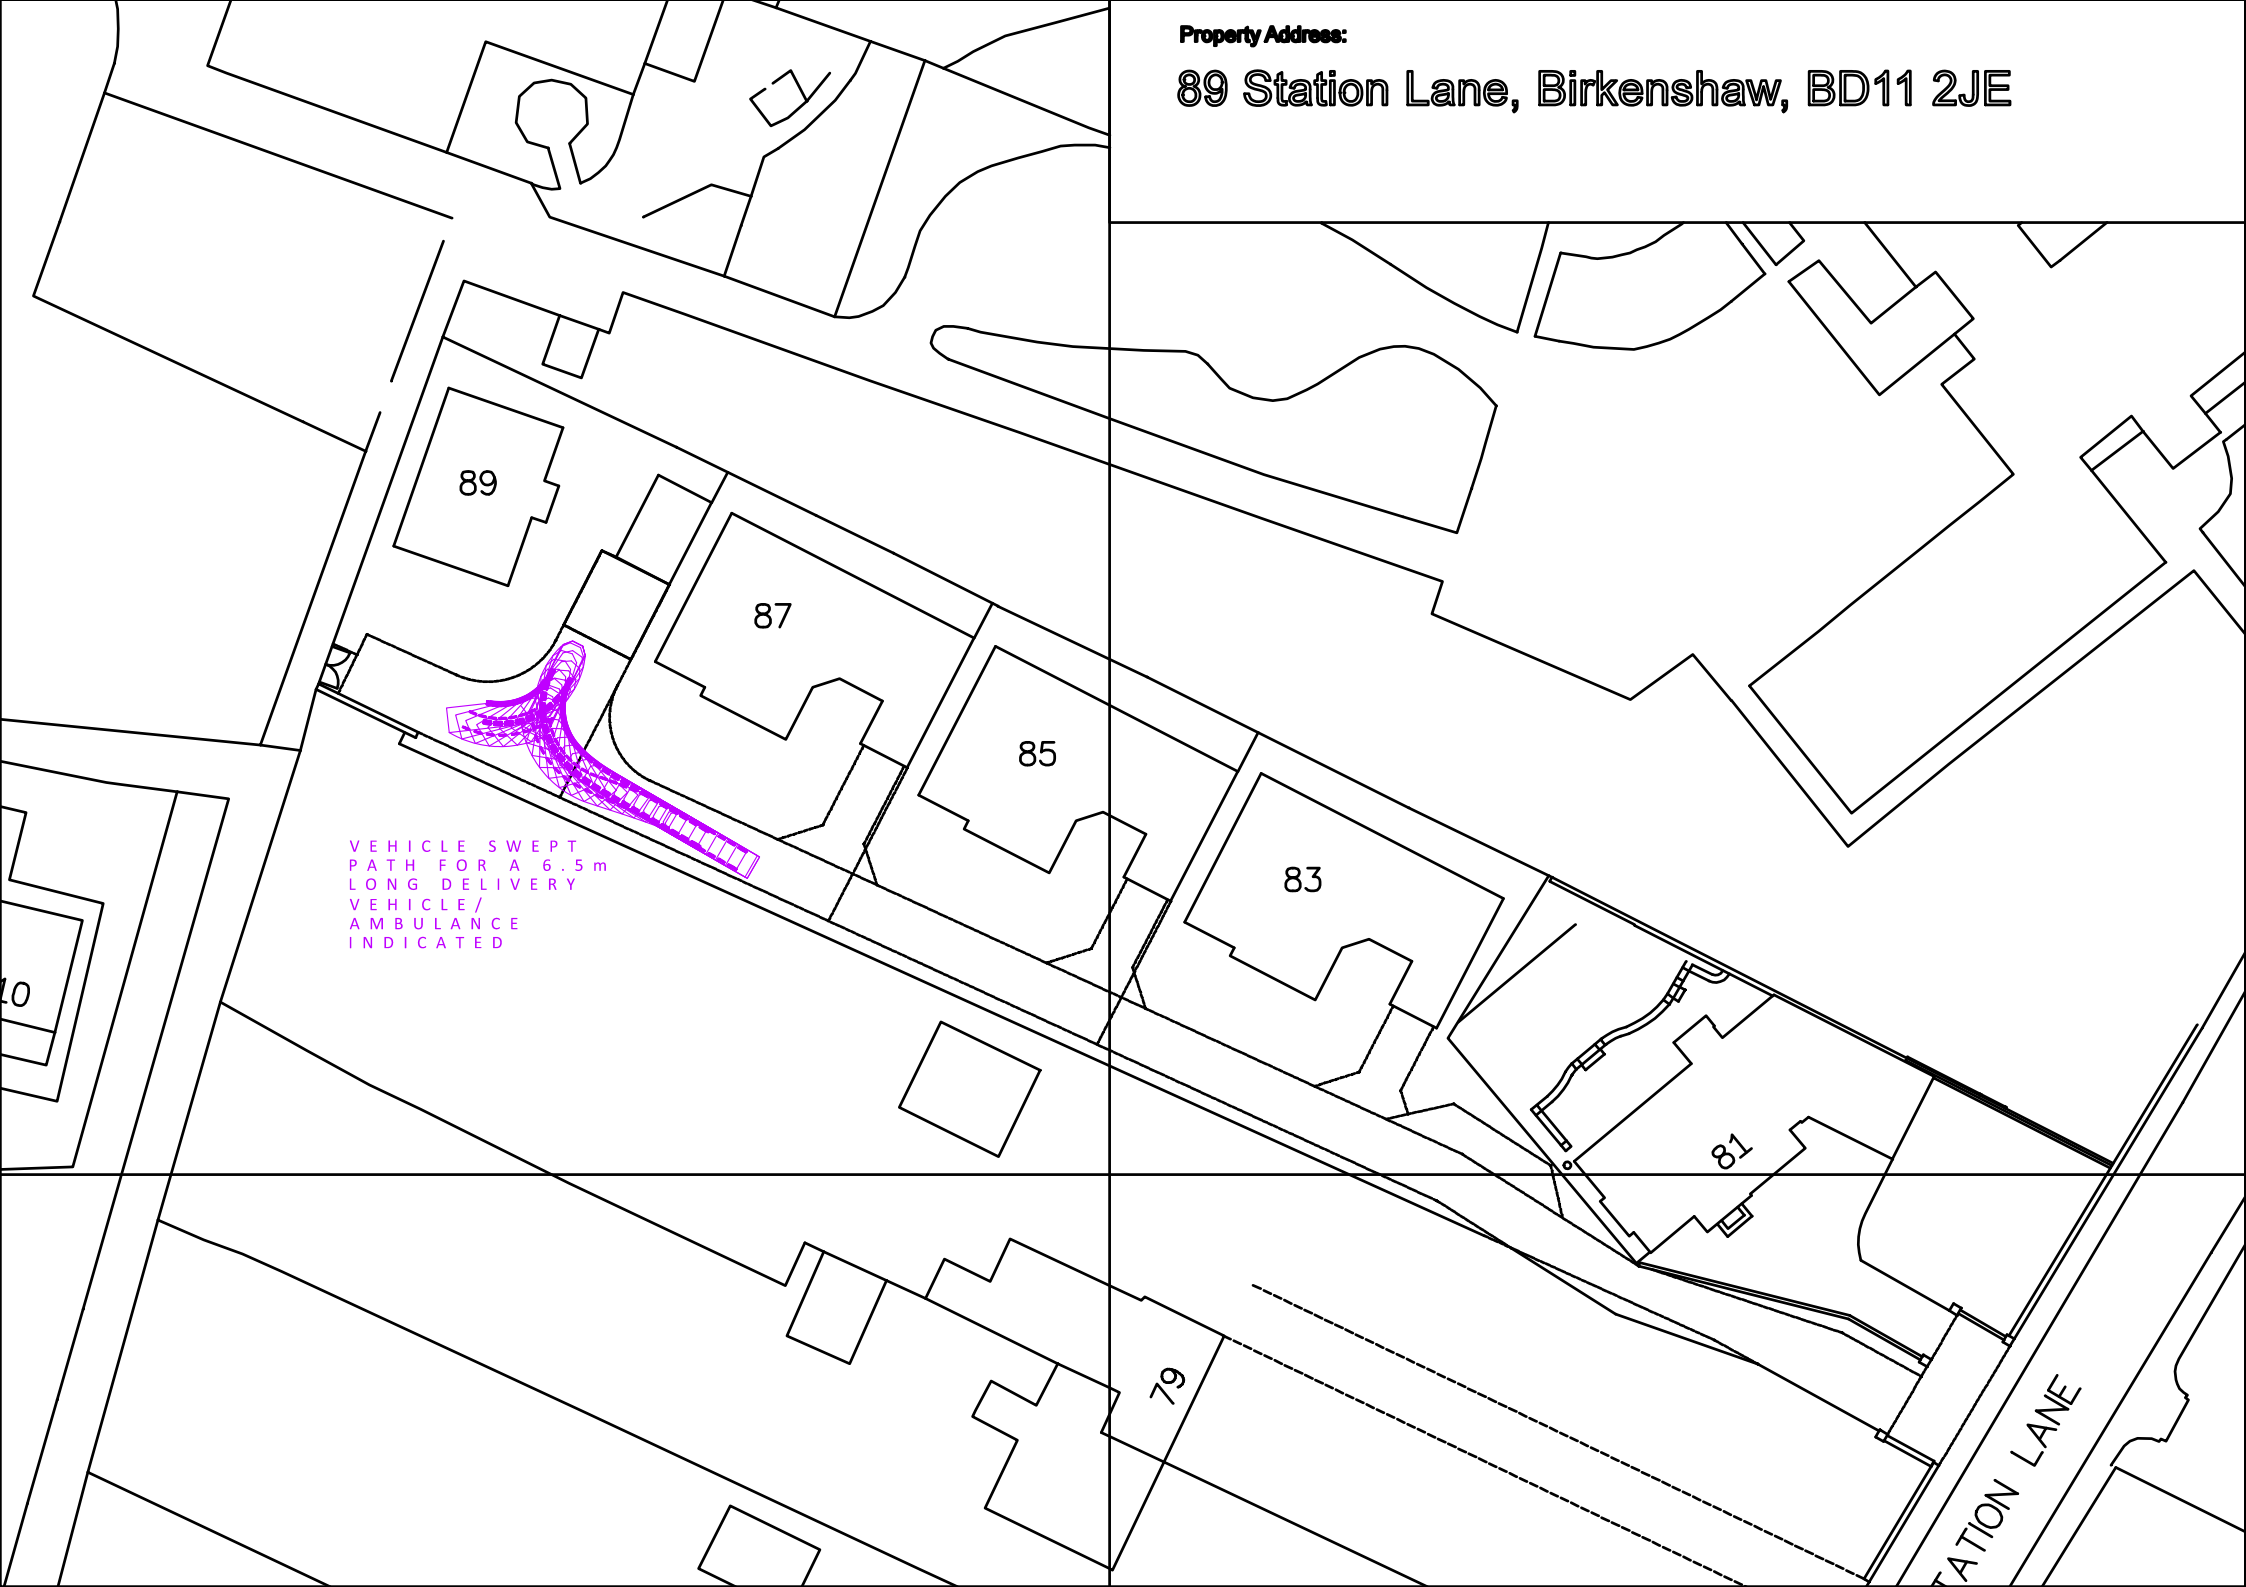 Property Address:
89 Station Lane, Birkenshaw, BD11 2JE
89
87
85
83
81
79
10
VEHICLE SWEPT
PATH FOR A 6.5m
LONG DELIVERY
VEHICLE/
AMBULANCE
INDICATED
TATION LANE